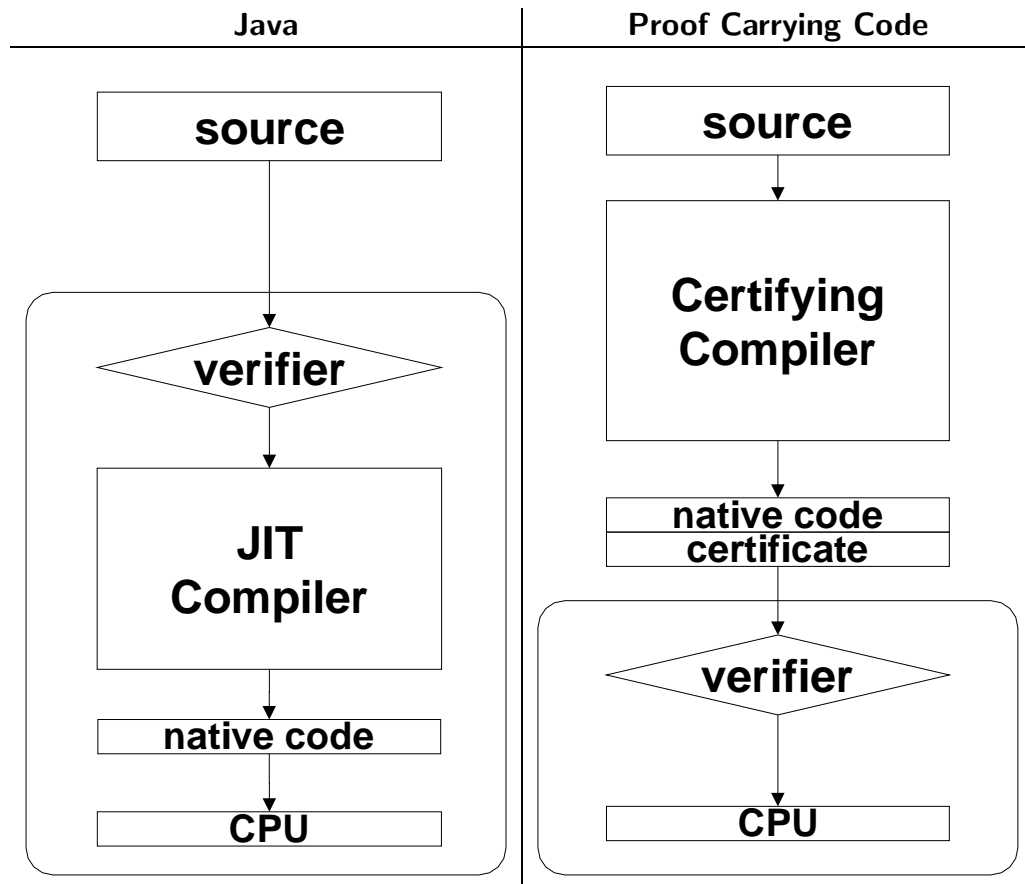 Java
source
verifier
JIT
Compiler
native code
CPU
Proof Carrying Code
source
Certifying
Compiler
native code
certificate
verifier
CPU